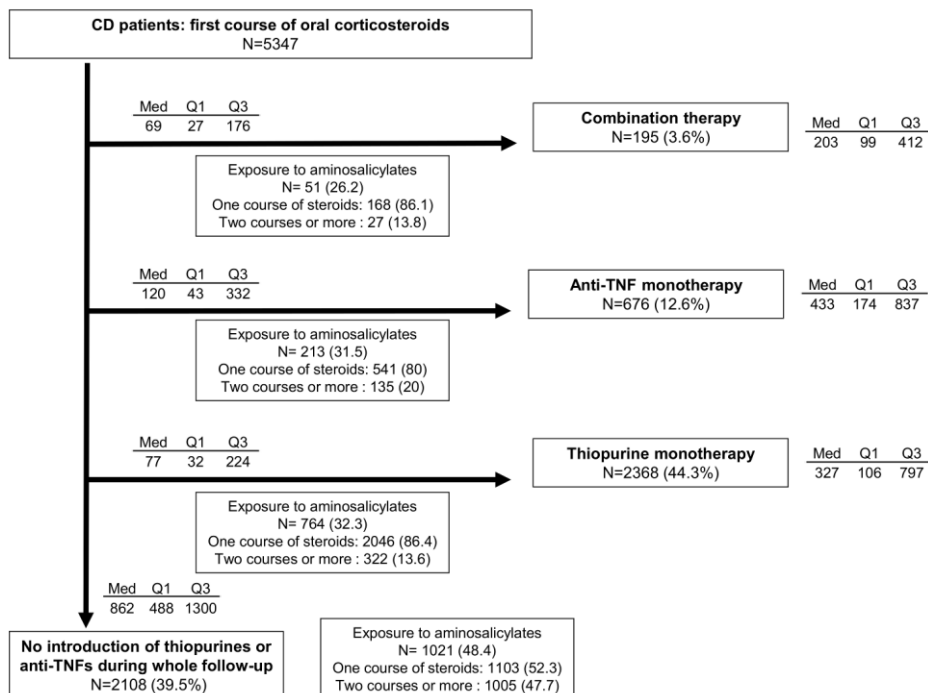 CD patients: first course of oral corticosteroids
N=5347
Med Q1 Q3
69 27 176
Combination therapy
N=195 (3.6%)
Med Q1 Q3
203 99 412
Exposure to aminosalicylates
N= 51 (26.2)
One course of steroids: 168 (86.1)
Two courses or more : 27 (13.8)
Med Q1 Q3
120 43 332
Anti-TNF monotherapy
N=676 (12.6%)
Med Q1 Q3
433 174 837
Exposure to aminosalicylates
N= 213 (31.5)
One course of steroids: 541 (80)
Two courses or more : 135 (20)
Med Q1 Q3
77 32 224
Thiopurine monotherapy
N=2368 (44.3%)
Med Q1 Q3
327 106 797
Exposure to aminosalicylates
N= 764 (32.3)
One course of steroids: 2046 (86.4)
Two courses or more : 322 (13.6)
Med Q1 Q3
862 488 1300
No introduction of thiopurines or
anti-TNFs during whole follow-up
N=2108 (39.5%)
Exposure to aminosalicylates
N= 1021 (48.4)
One course of steroids: 1103 (52.3)
Two courses or more : 1005 (47.7)